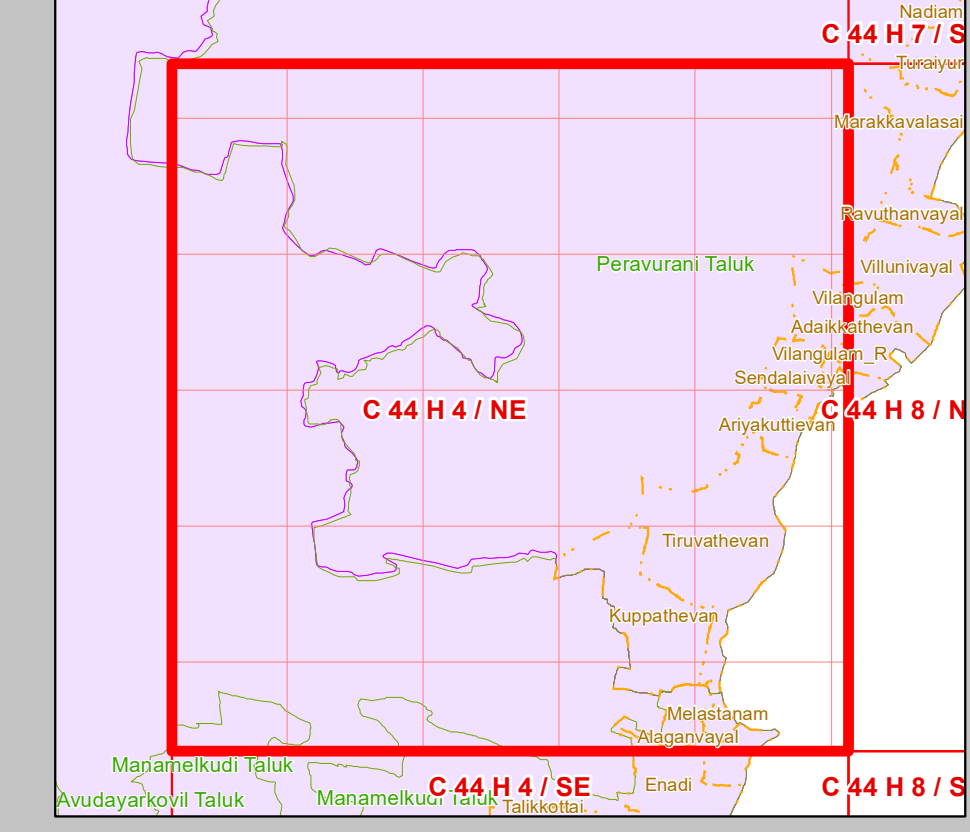 Nadiam
C 44 H 7 / S
Turaiyur
Marakkavalasai
Ravuthanvayal
Peravurani Taluk
Villunivayal
Vilangulam
Adaikkathevan
Vilangulam_R
Sendalaivayal
C 44 H 4 / NE
C 44 H 8 / N
Ariyakuttievan
Tiruvathevan
Kuppathevan
Melastanam
Alaganvayal
Manamelkudi Taluk
Enadi
C 44 H 4 / SE
C 44 H 8 / S
Avudayarkovil Taluk
Manamelkudi Taluk
Talikkottai